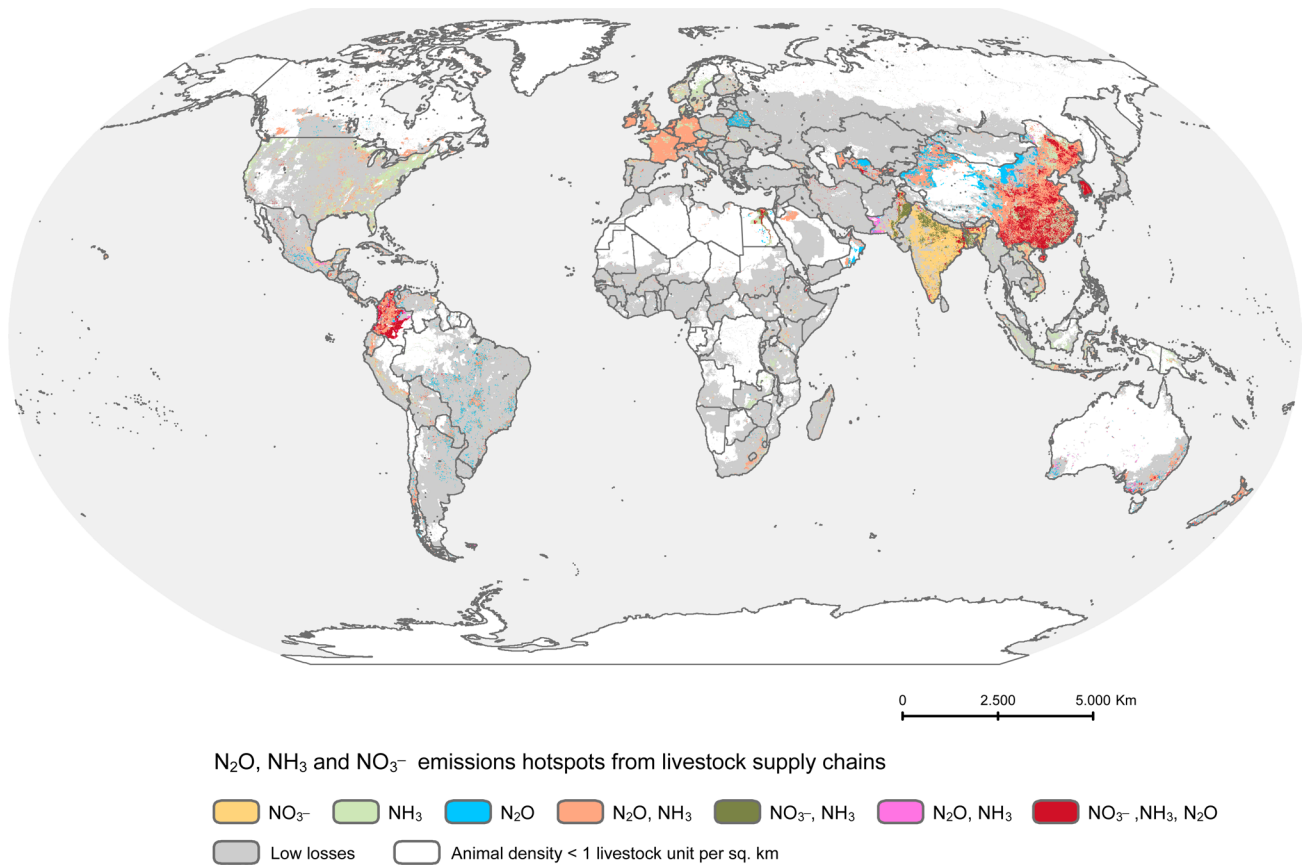 0 2.500 5.000 Km
N₂O, NH₃ and NO₃⁻ emissions hotspots from livestock supply chains
NO₃⁻ NH₃ N₂O N₂O, NH₃ NO₃⁻, NH₃ N₂O, NH₃ NO₃⁻ ,NH₃, N₂O
Low losses Animal density < 1 livestock unit per sq. km